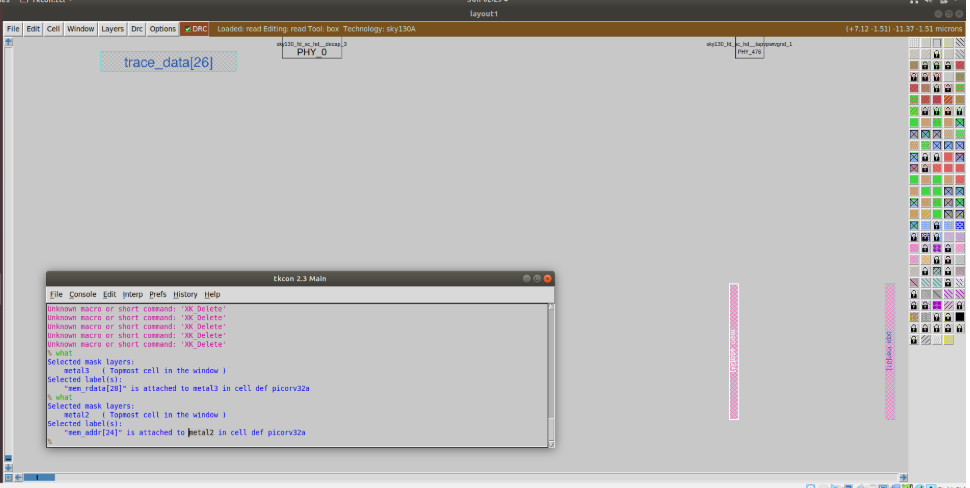 layout1
File Edit Cell Window Layers Drc Options DRC Loaded: read Editing: read Tool: box Technology: sky130A (+7.12 -1.51) -11.37 -1.51 microns
sky130_fd_sc_hd__decap_3
PHY_0
sky130_fd_sc_hd__tapvpwrvgnd_1
PHY_478
trace_data[26]
tkcon 2.3 Main
File Console Edit Interp Prefs History Help
Unknown macro or short command: 'XK_Delete'
Unknown macro or short command: 'XK_Delete'
Unknown macro or short command: 'XK_Delete'
Unknown macro or short command: 'XK_Delete'
Unknown macro or short command: 'XK_Delete'
% what
Selected mask layers:
metal3 ( Topmost cell in the window )
Selected label(s):
"mem_rdata[28]" is attached to metal3 in cell def picorv32a
% what
Selected mask layers:
metal2 ( Topmost cell in the window )
Selected label(s):
"mem_addr[24]" is attached to metal2 in cell def picorv32a
%